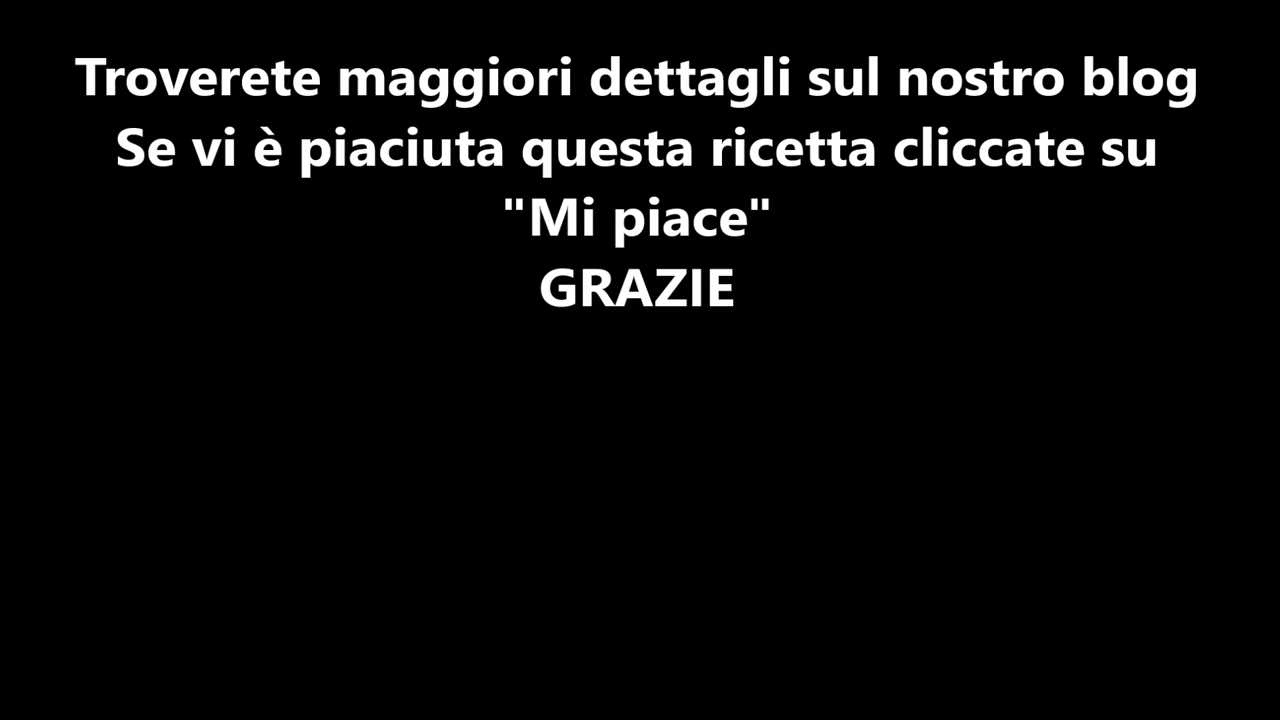 Troverete maggiori dettagli sul nostro blog
Se vi è piaciuta questa ricetta cliccate su
"Mi piace"
GRAZIE